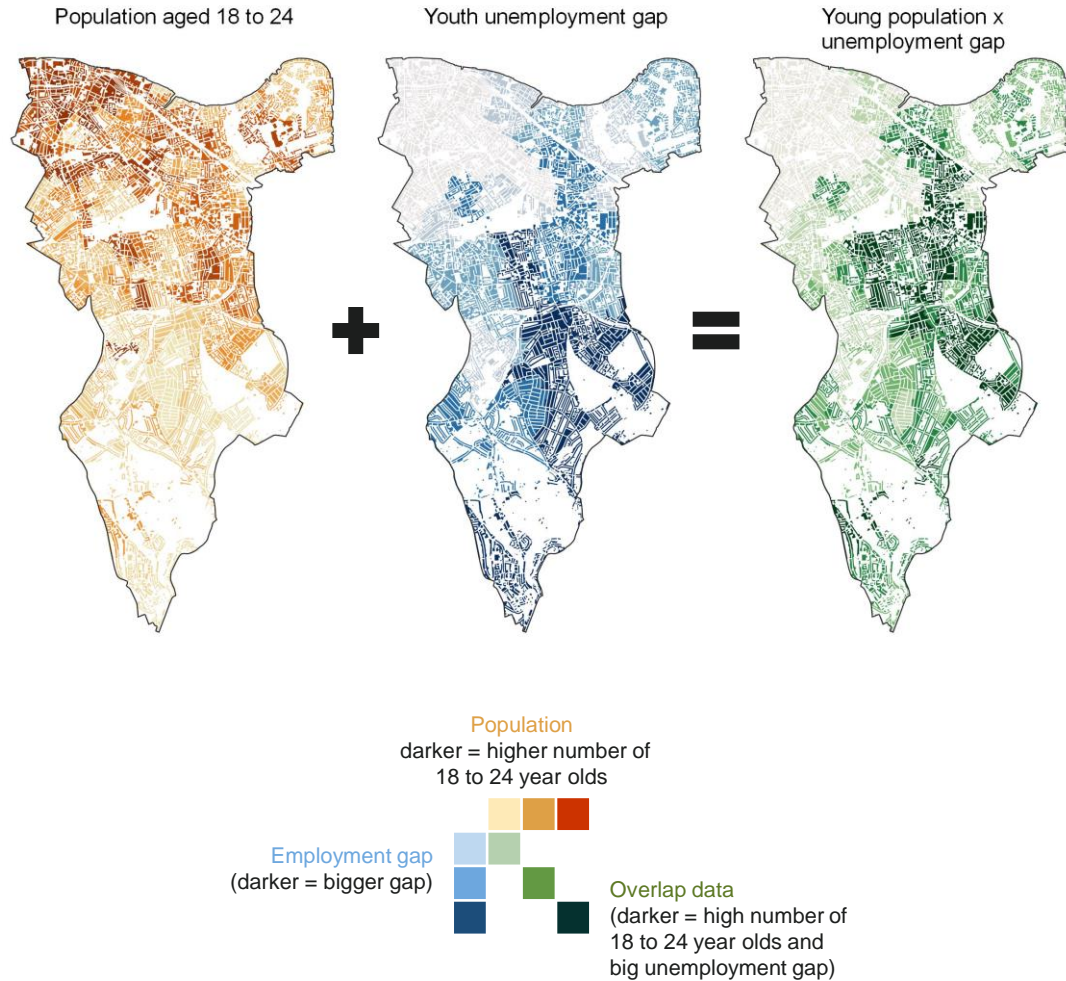 Population aged 18 to 24
Youth unemployment gap
Young population x
unemployment gap
Population
darker = higher number of
18 to 24 year olds
Employment gap
(darker = bigger gap)
Overlap data
(darker = high number of
18 to 24 year olds and
big unemployment gap)